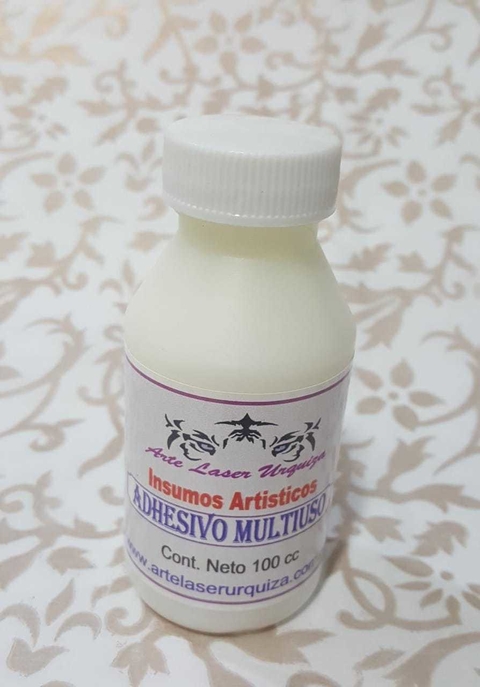 Arte Laser Urquiza
Insumos Artisticos
ADHESIVO MULTIUSO
Cont. Neto 100 cc
www.artelaserurquiza.com